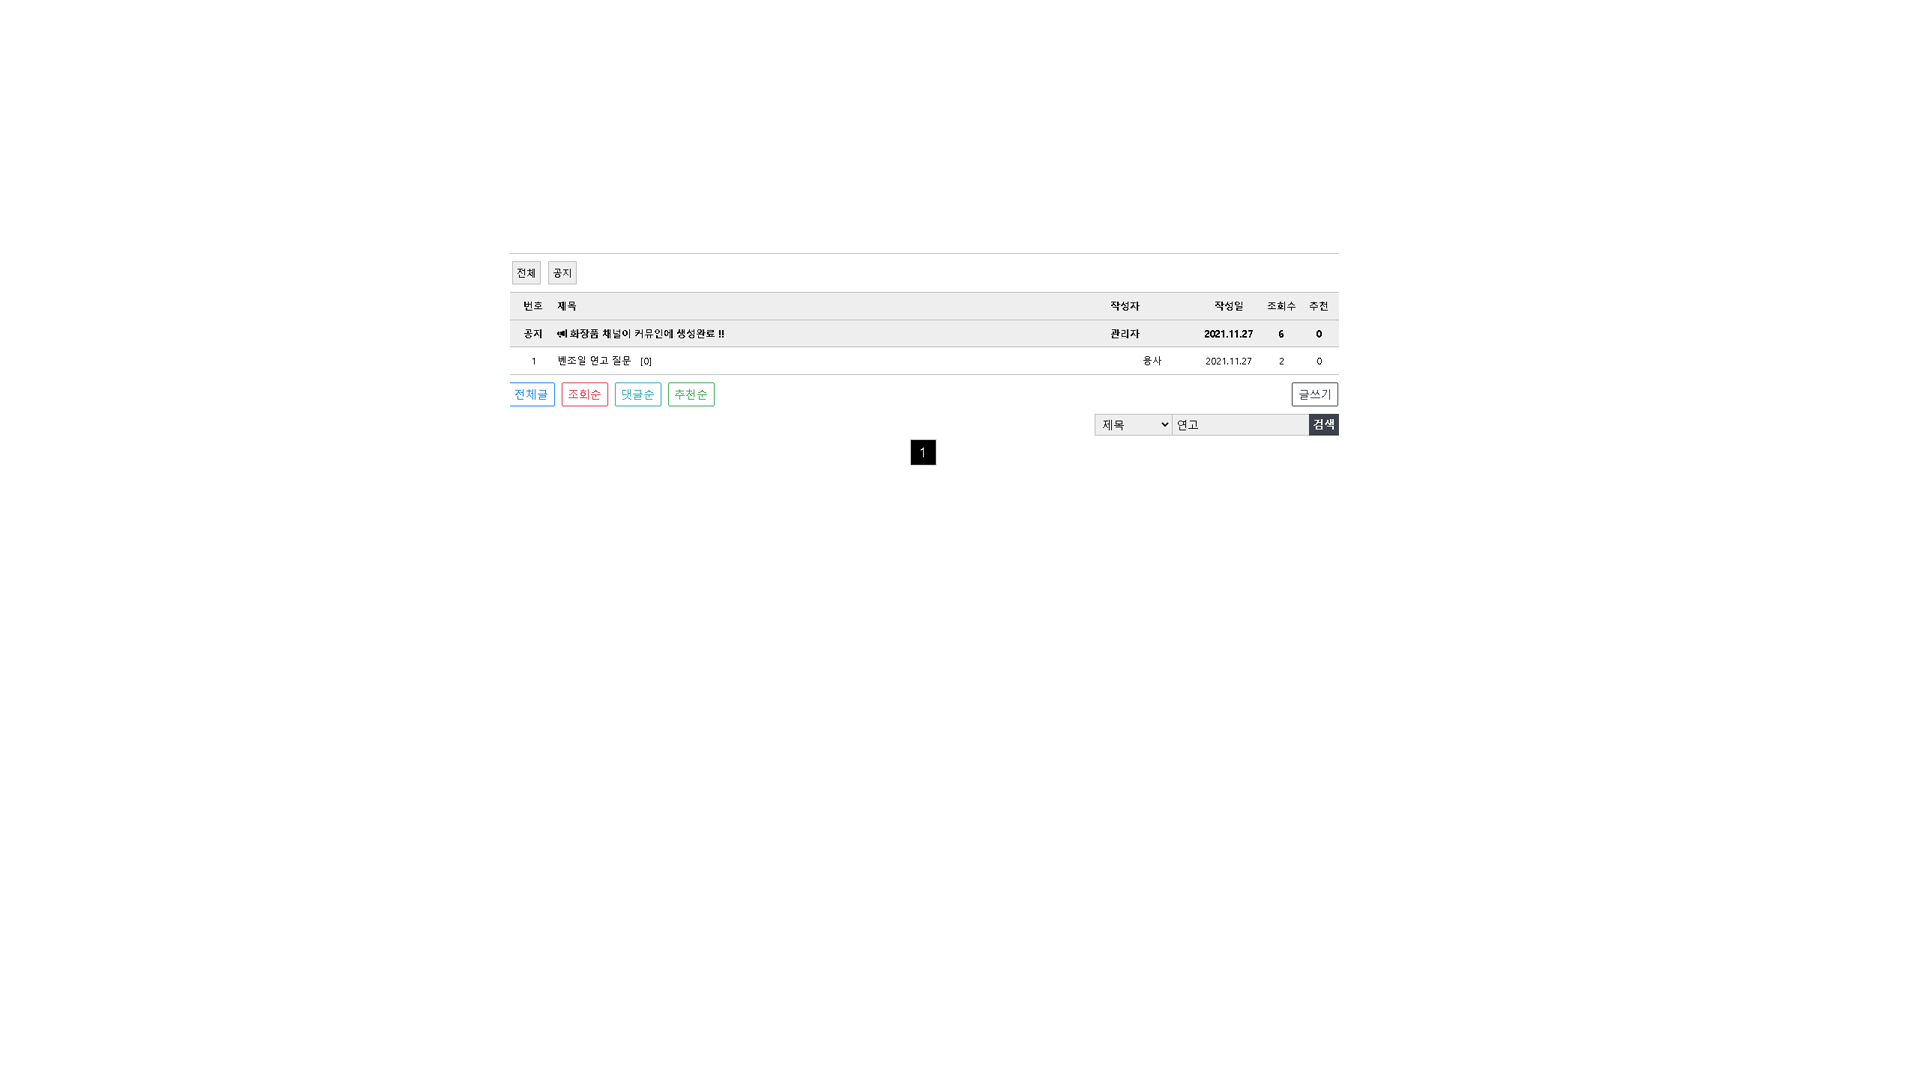 전체 공지
번호 제목 작성자 작성일 조회수 추천
공지 화장품 채널이 커뮤인에 생성완료 !! 관리자 2021.11.27 6 0
1 벤조일 연고 질문 [0] 용사 2021.11.27 2 0
전체글 조회순 댓글순 추천순 글쓰기
제목 연고 검색
1